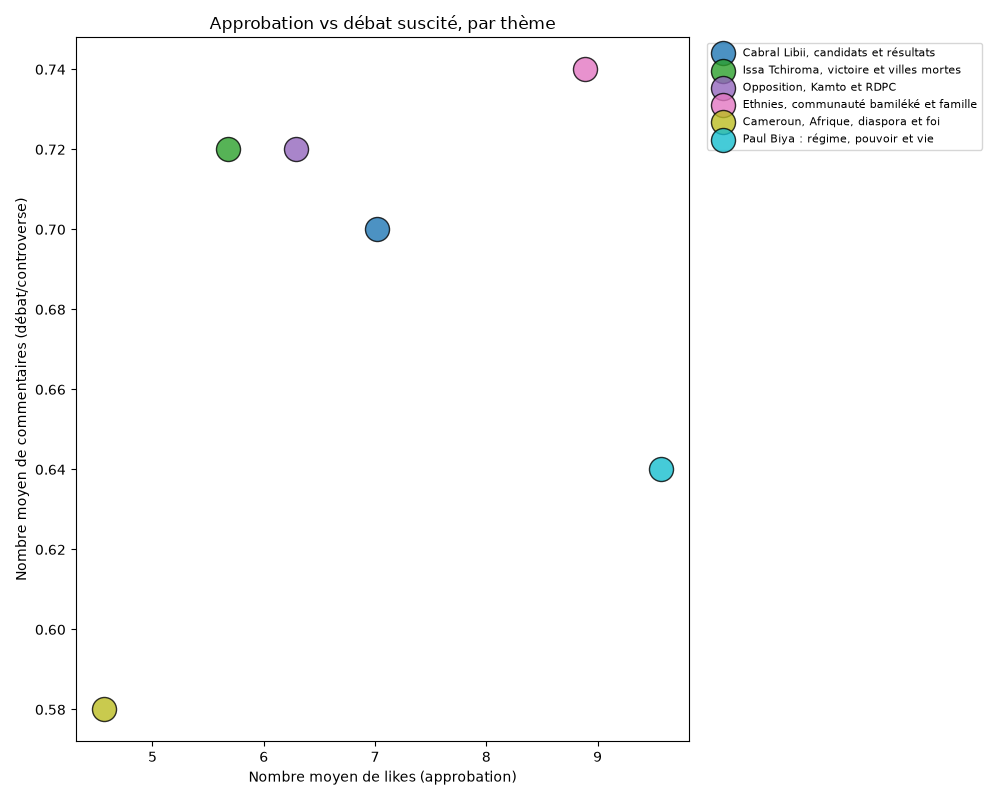 Approbation vs débat suscité, par thème
Cabral Libii, candidats et résultats
Issa Tchiroma, victoire et villes mortes
Opposition, Kamto et RDPC
Ethnies, communauté bamiléké et famille
Cameroun, Afrique, diaspora et foi
Paul Biya : régime, pouvoir et vie
Nombre moyen de commentaires (débat/controverse)
0.74
0.72
0.70
0.68
0.66
0.64
0.62
0.60
0.58
5 6 7 8 9
Nombre moyen de likes (approbation)